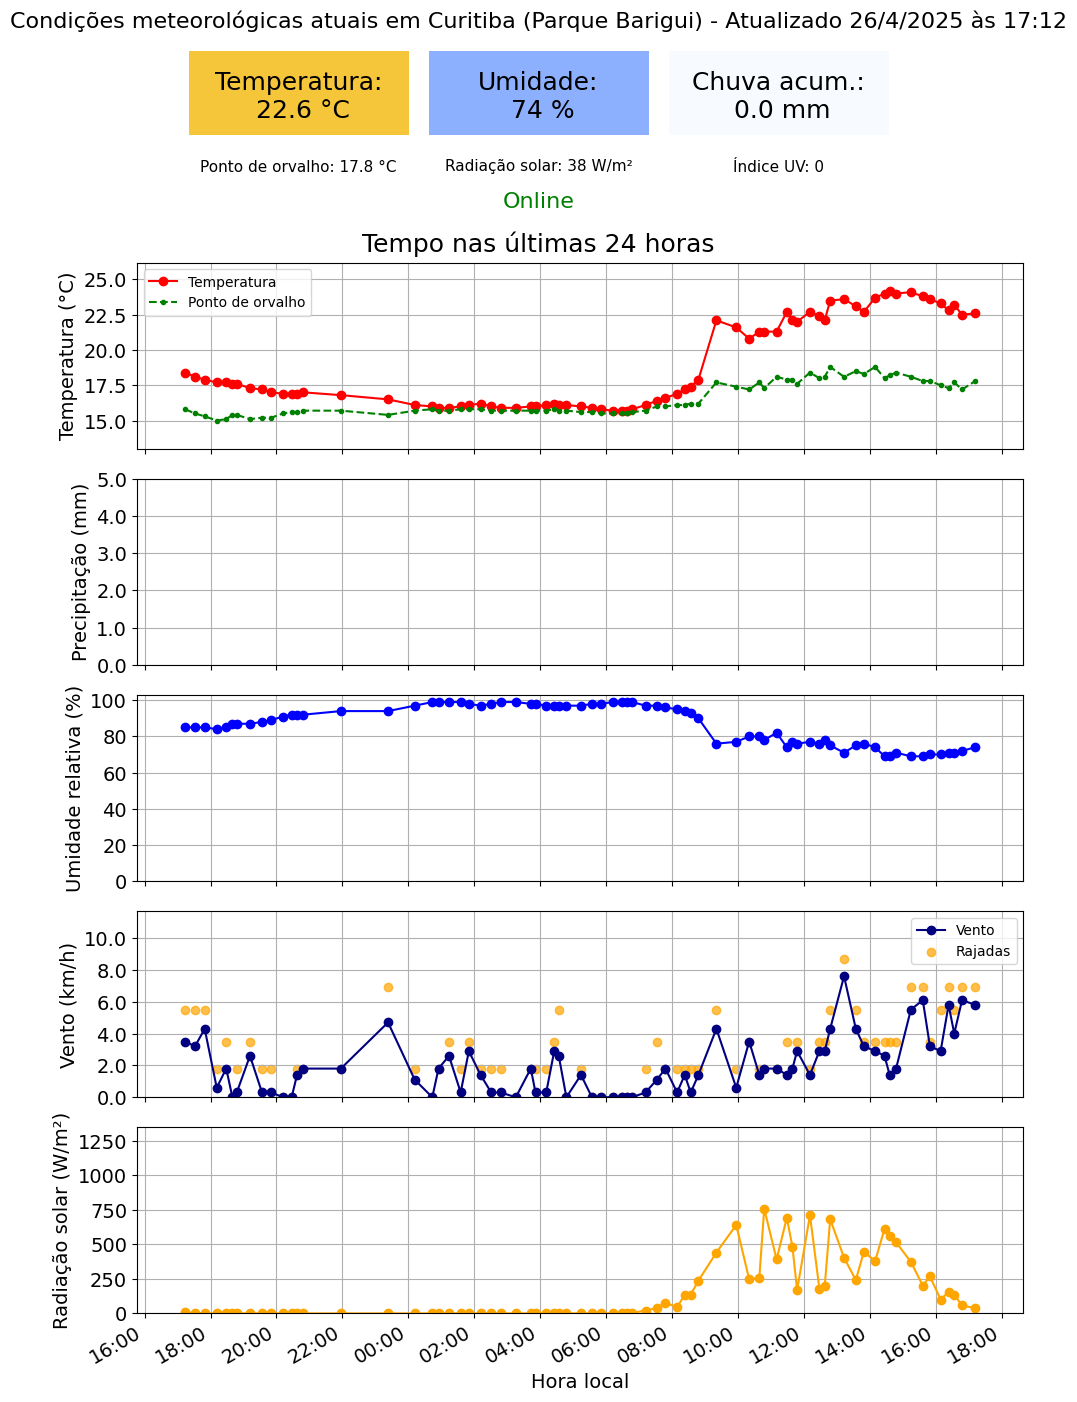 Condições meteorológicas atuais em Curitiba (Parque Barigui) - Atualizado 26/4/2025 às 17:12
Temperatura:
22.6 °C
Umidade:
74 %
Chuva acum.:
0.0 mm
Ponto de orvalho: 17.8 °C
Radiação solar: 38 W/m²
Índice UV: 0
Online
Tempo nas últimas 24 horas
Temperatura (°C)
25.0
22.5
20.0
17.5
15.0
Temperatura
Ponto de orvalho
Precipitação (mm)
5.0
4.0
3.0
2.0
1.0
0.0
Umidade relativa (%)
100
80
60
40
20
0
Vento (km/h)
10.0
8.0
6.0
4.0
2.0
0.0
Vento
Rajadas
Radiação solar (W/m²)
1250
1000
750
500
250
0
16:00
18:00
20:00
22:00
00:00
02:00
04:00
06:00
08:00
10:00
12:00
14:00
16:00
18:00
Hora local